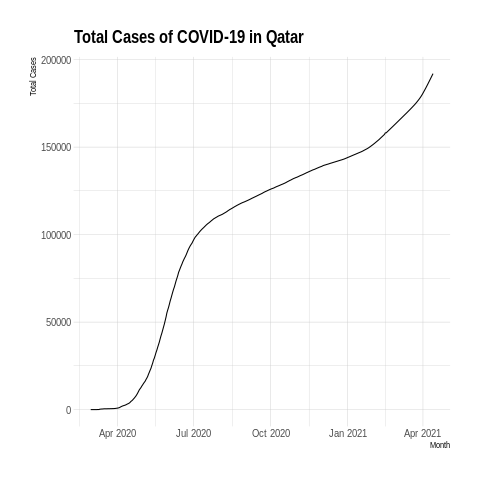 Total Cases of COVID-19 in Qatar
Total Cases
200000
150000
100000
50000
0
Apr 2020 Jul 2020 Oct 2020 Jan 2021 Apr 2021
Month